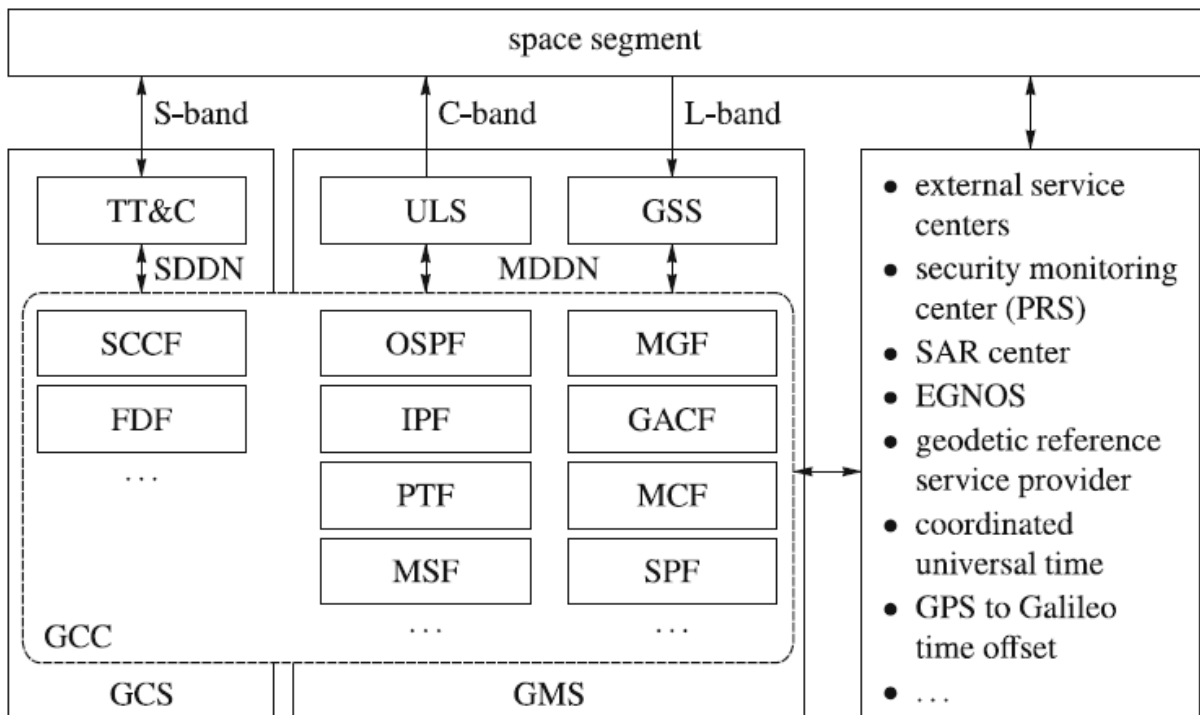 space segment
S-band
C-band
L-band
TT&C
ULS
GSS
SDDN
MDDN
SCCF
FDF
...
OSPF
IPF
PTF
MSF
...
MGF
GACF
MCF
SPF
...
GCC
GCS
GMS
• external service
centers
• security monitoring
center (PRS)
• SAR center
• EGNOS
• geodetic reference
service provider
• coordinated
universal time
• GPS to Galileo
time offset
• ...